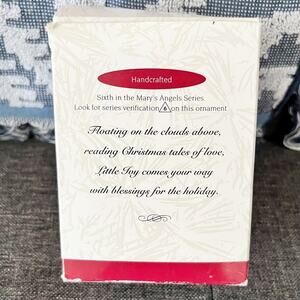 Handcrafted
Sixth in the Mary's Angels Series.
Look for series verification 6 on this ornament
Floating on the clouds above,
reading Christmas tales of love,
Little Ivy comes your way
with blessings for the holiday.